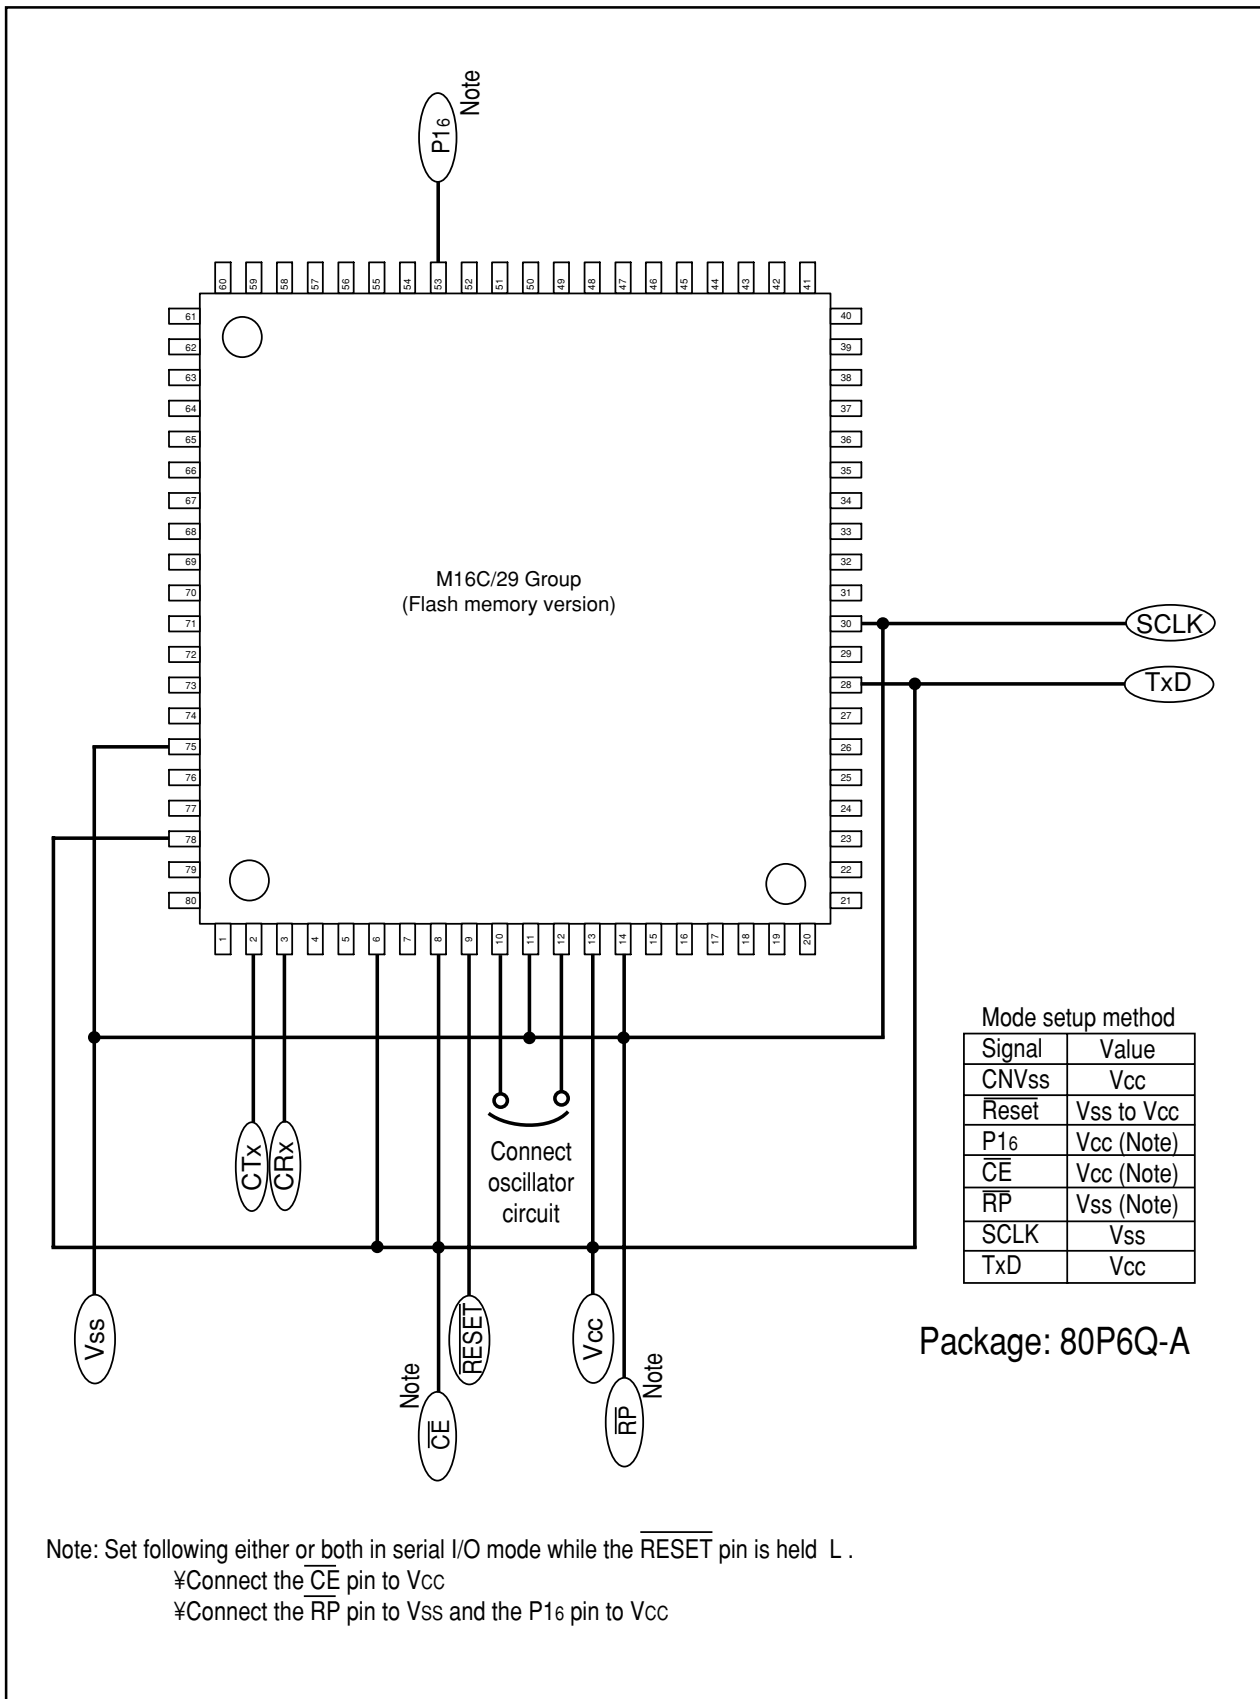 Note
P16
60 59 58 57 56 55 54 53 52 51 50 49 48 47 46 45 44 43 42 41
61 40
62 39
63 38
64 37
65 36
66 35
67 34
68 33
69 32
70 31
M16C/29 Group
(Flash memory version)
71 30 SCLK
72 29
73 28 TxD
74 27
75 26
76 25
77 24
78 23
79 22
80 21
1 2 3 4 5 6 7 8 9 10 11 12 13 14 15 16 17 18 19 20
CTx CRx
Connect
oscillator
circuit
Mode setup method
Signal Value
CNVss Vcc
Reset Vss to Vcc
P16 Vcc (Note)
CE Vcc (Note)
RP Vss (Note)
SCLK Vss
TxD Vcc
Vss
RESET
Vcc
Note
CE
Note
RP
Package: 80P6Q-A
Note: Set following either or both in serial I/O mode while the RESET pin is held L .
¥Connect the CE pin to VCC
¥Connect the RP pin to VSS and the P16 pin to VCC